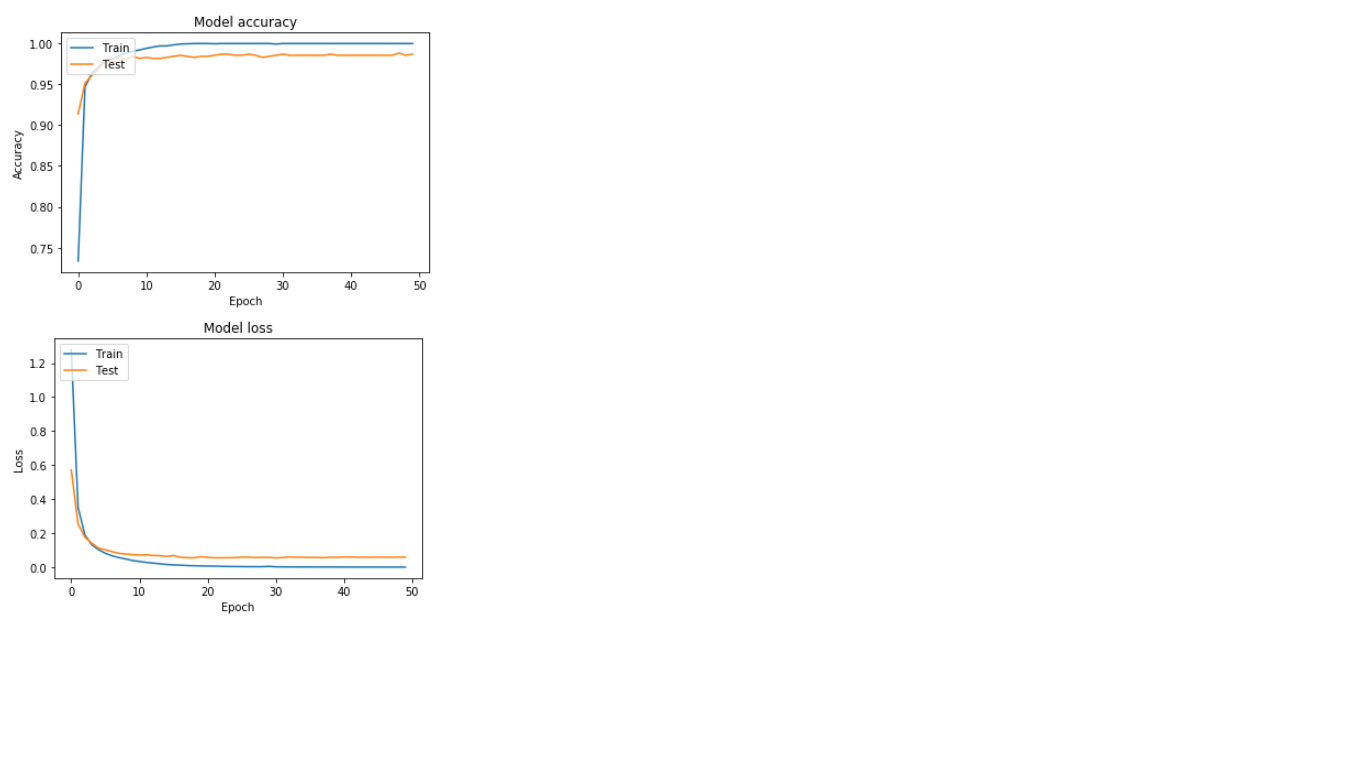 Model accuracy
1.00
0.95
0.90
0.85
0.80
0.75
Accuracy
Train
Test
0 10 20 30 40 50
Epoch
Model loss
1.2
1.0
0.8
0.6
0.4
0.2
0.0
Loss
Train
Test
0 10 20 30 40 50
Epoch